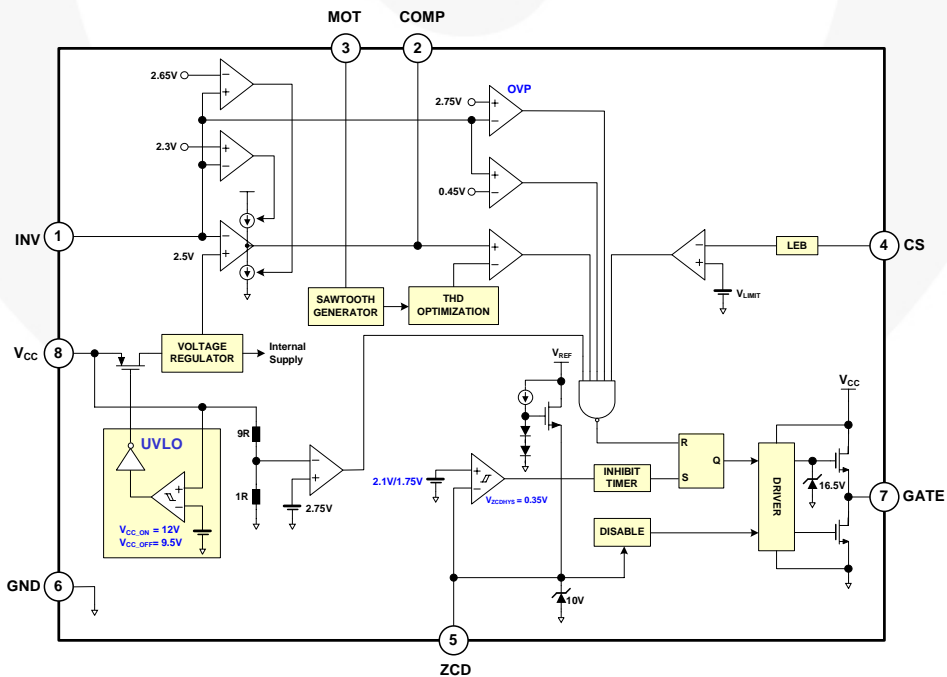 MOT COMP
3 2
2.65V
2.75V
OVP
2.3V
0.45V
INV
1
2.5V
4
CS
LEB
VLIMIT
SAWTOOTH
GENERATOR
THD
OPTIMIZATION
VCC
8
VOLTAGE
REGULATOR
Internal
Supply
VREF
VCC
UVLO
9R
1R
2.75V
VCC_ON = 12V
VCC_OFF= 9.5V
2.1V/1.75V
VZCDHYS = 0.35V
INHIBIT
TIMER
R
S
Q
DRIVER
16.5V
7
GATE
DISABLE
GND
6
10V
5
ZCD